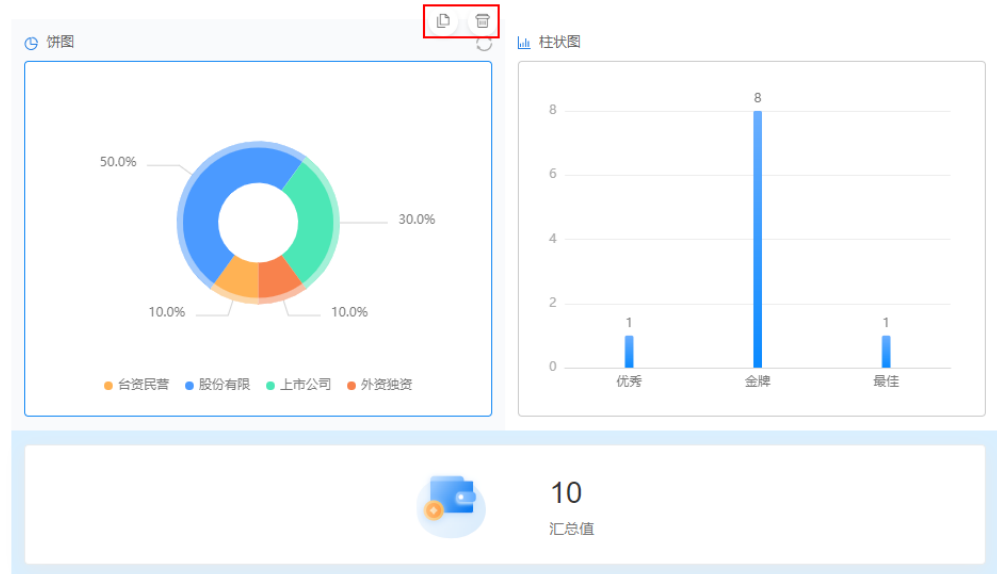 饼图
50.0%
30.0%
10.0%
10.0%
台资民营
股份有限
上市公司
外资独资
柱状图
8
6
4
2
0
1
8
1
优秀
金牌
最佳
10
汇总值